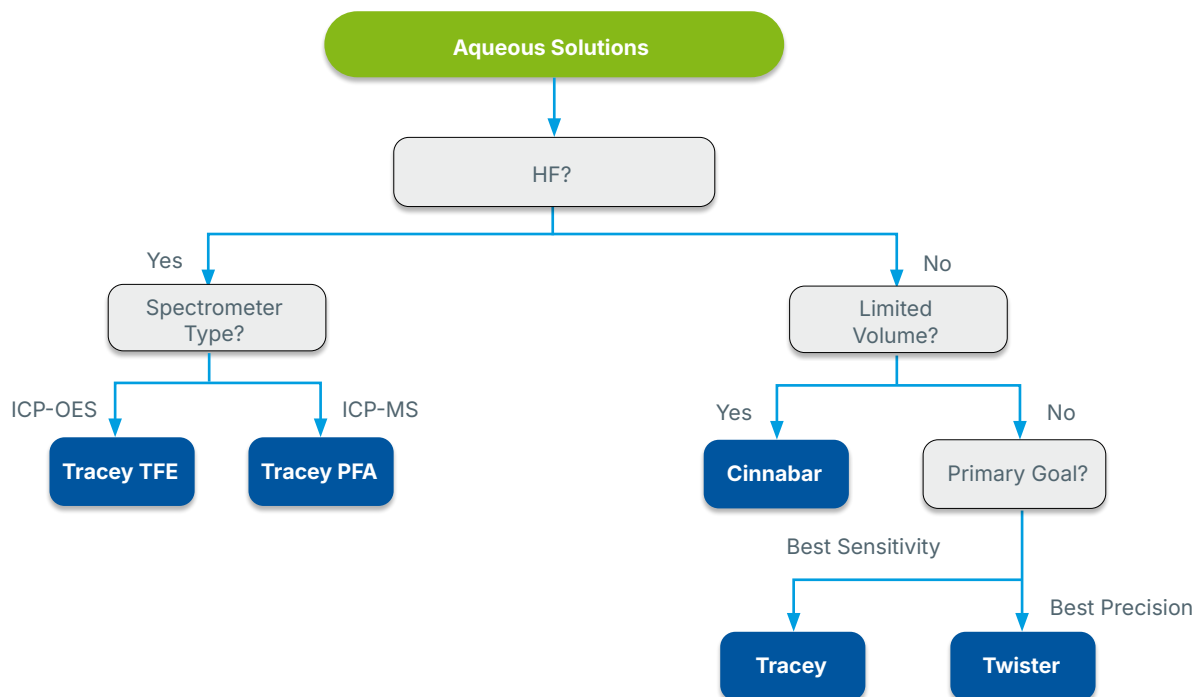 Aqueous Solutions
HF?
Yes
No
Spectrometer
Type?
Limited
Volume?
ICP-OES
ICP-MS
Yes
No
Tracey TFE
Tracey PFA
Cinnabar
Primary Goal?
Best Sensitivity
Best Precision
Tracey
Twister